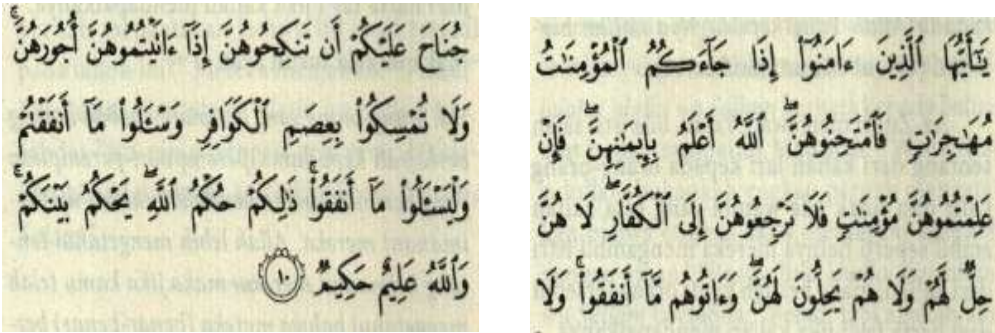 يَـٰٓأَيُّهَا ٱلَّذِينَ ءَامَنُوٓا۟ إِذَا جَآءَكُمُ ٱلْمُؤْمِنَـٰتُ
مُهَـٰجِرَٰتٍ فَٱمْتَحِنُوهُنَّ ۖ ٱللَّهُ أَعْلَمُ بِإِيمَـٰنِهِنَّ ۖ فَإِنْ
عَلِمْتُمُوهُنَّ مُؤْمِنَـٰتٍ فَلَا تَرْجِعُوهُنَّ إِلَى ٱلْكُفَّارِ ۖ لَا هُنَّ
حِلٌّ لَّهُمْ وَلَا هُمْ يَحِلُّونَ لَهُنَّ ۖ وَءَاتُوهُم مَّآ أَنفَقُوا۟ ۚ وَلَا
جُنَاحَ عَلَيْكُمْ أَن تَنكِحُوهُنَّ إِذَآ ءَاتَيْتُمُوهُنَّ أُجُورَهُنَّ ۚ
وَلَا تُمْسِكُوا۟ بِعِصَمِ ٱلْكَوَافِرِ وَسْـَٔلُوا۟ مَآ أَنفَقْتُمْ
وَلْيَسْـَٔلُوا۟ مَآ أَنفَقُوا۟ ۚ ذَٰلِكُمْ حُكْمُ ٱللَّهِ ۖ يَحْكُمُ بَيْنَكُمْ ۚ
وَٱللَّهُ عَلِيمٌ حَكِيمٌ ١٠